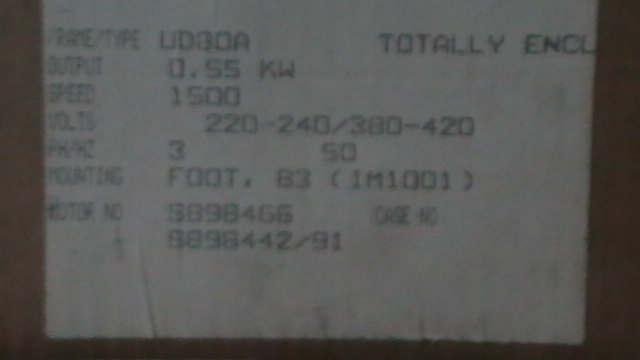 FRAME/TYPE UD80A TOTALLY ENCL
OUTPUT 0.55 KW
SPEED 1500
VOLTS 220-240/380-420
PH/HZ 3 50
MOUNTING FOOT. B3 (IM1001)
MOTOR NO S898466 CASE NO
S898442/91